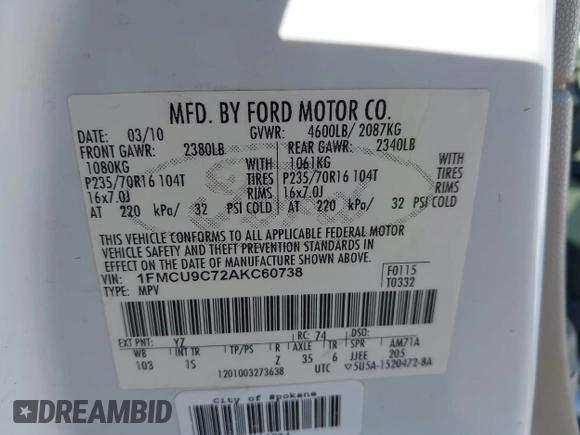 MFD. BY FORD MOTOR CO.
DATE: 03/10 GVWR: 4600LB/ 2087KG
FRONT GAWR: 2380LB REAR GAWR: 2340LB
1080KG WITH 1061KG WITH
P235/70R16 104T TIRES P235/70R16 104T TIRES
16x7.0J RIMS 16x7.0J RIMS
AT 220 kPa/ 32 PSI COLD AT 220 kPa/ 32 PSI COLD
THIS VEHICLE CONFORMS TO ALL APPLICABLE FEDERAL MOTOR
VEHICLE SAFETY AND THEFT PREVENTION STANDARDS IN
EFFECT ON THE DATE OF MANUFACTURE SHOWN ABOVE.
VIN: 1FMCU9C72AKC60738 F0115
TYPE: MPV T0332
EXT PNT: YZ RC: 74 DSO:
WB INT TR TP/PS R AXLE TR SPR AM71A
103 1S Z 35 6 JJEE 205
1201003273638 UTC 5U5A-1520472-BA
City of Spokane
DREAMBID